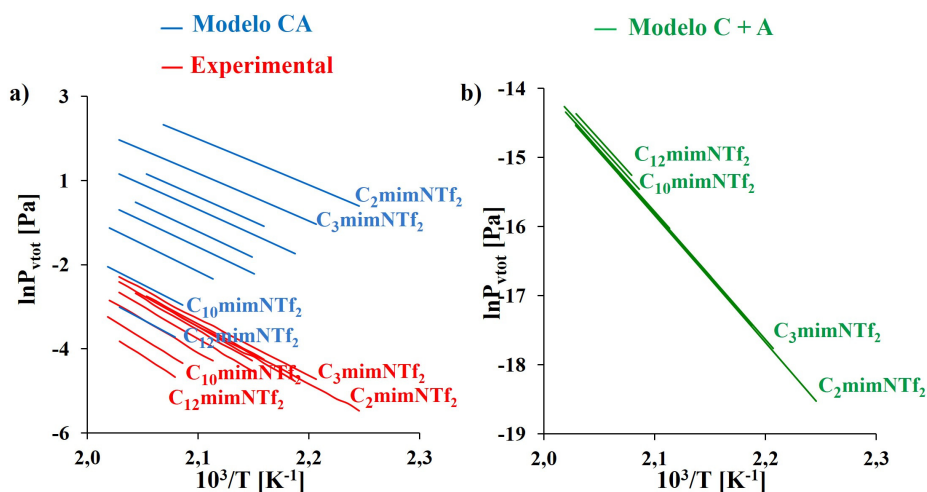 Modelo CA
Experimental
Modelo C + A
a)
3
1
-2
-4
-6
lnPᵥₜₒₜ [Pa]
C₂mimNTf₂
C₃mimNTf₂
C₁₀mimNTf₂
C₁₂mimNTf₂
C₃mimNTf₂
C₁₀mimNTf₂
C₂mimNTf₂
C₁₂mimNTf₂
2,0
2,1
2,2
2,3
10³/T [K⁻¹]
b)
-14
-15
-16
-17
-18
-19
lnPᵥₜₒₜ [Pa]
C₁₂mimNTf₂
C₁₀mimNTf₂
C₃mimNTf₂
C₂mimNTf₂
2,0
2,1
2,2
2,3
10³/T [K⁻¹]